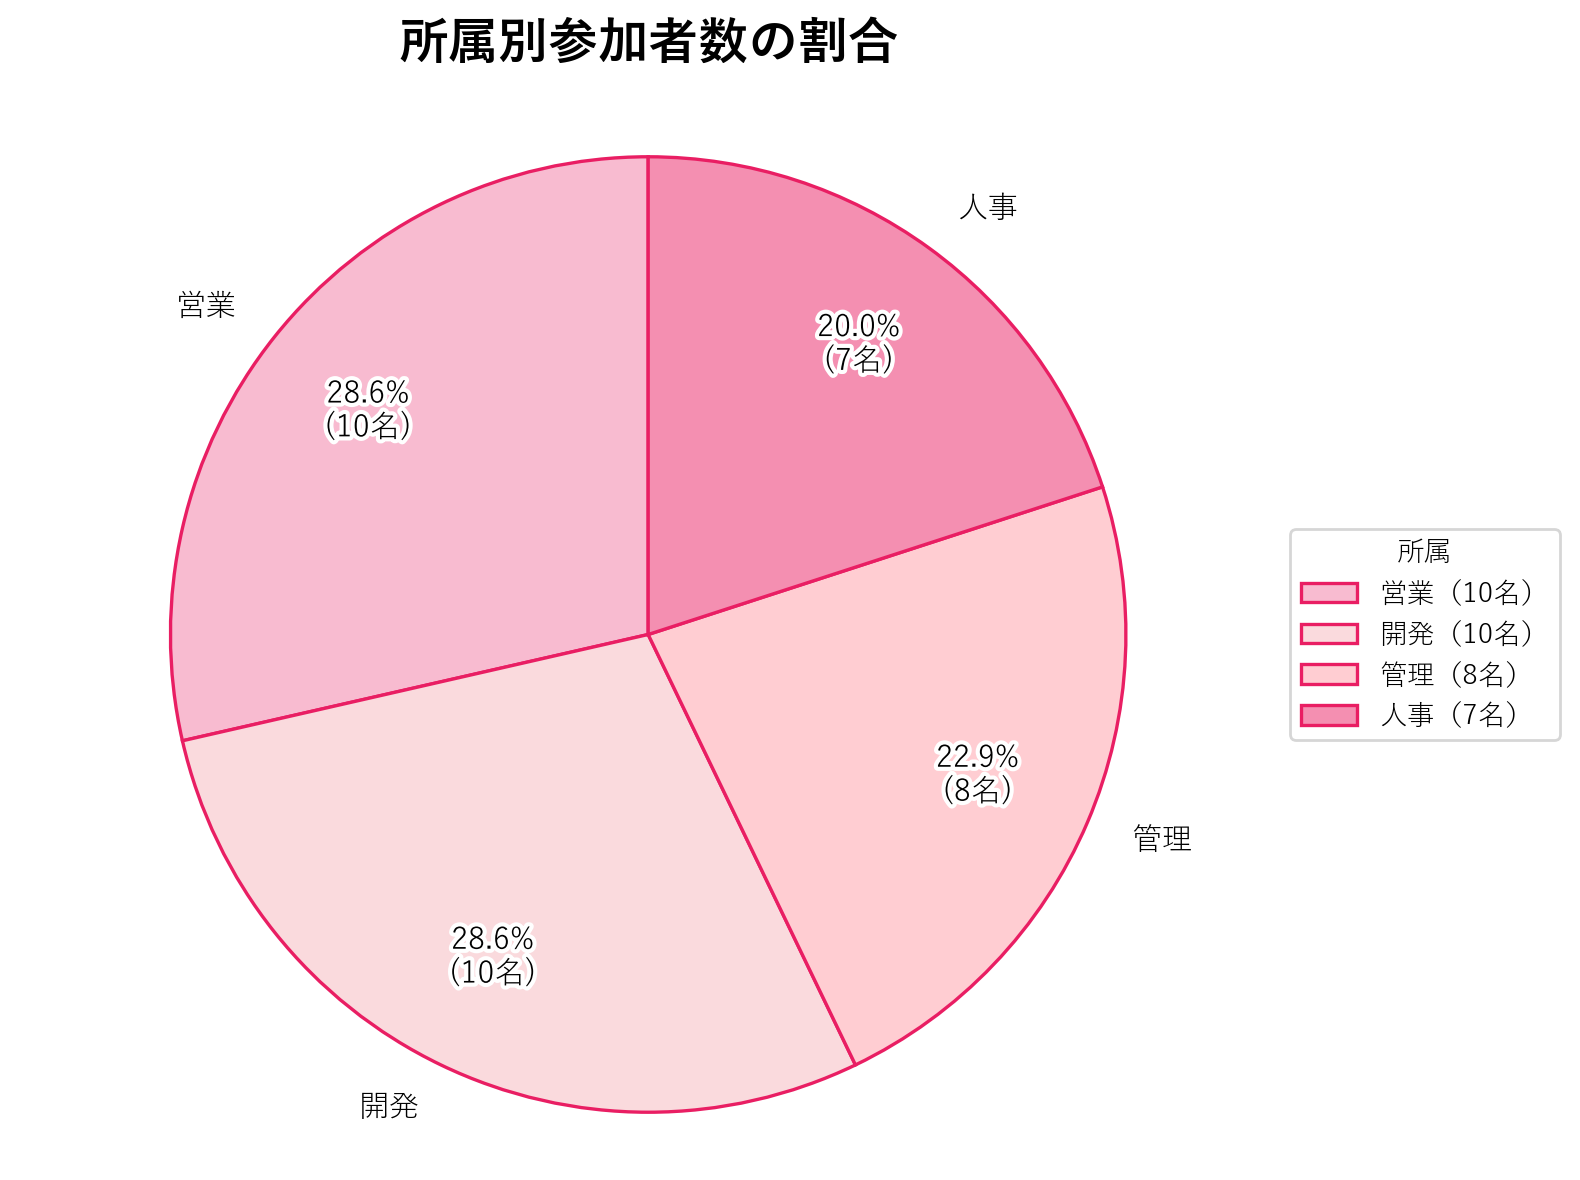 所属別参加者数の割合
人事
営業
20.0%
(7名)
28.6%
(10名)
所属
営業（10名）
開発（10名）
管理（8名）
人事（7名）
22.9%
(8名)
管理
28.6%
(10名)
開発